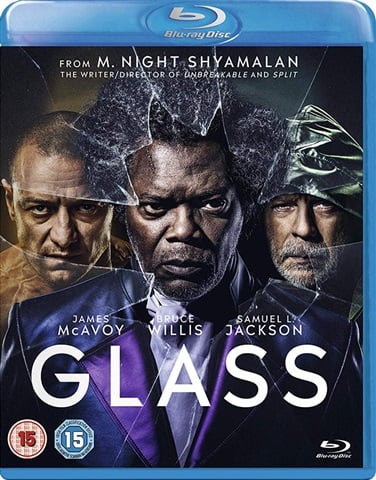 Blu-ray Disc
FROM M. NIGHT SHYAMALAN
THE WRITER/DIRECTOR OF UNBREAKABLE AND SPLIT
JAMES McAVOY
BRUCE WILLIS
SAMUEL L. JACKSON
GLASS
15
15
Blu-ray Disc